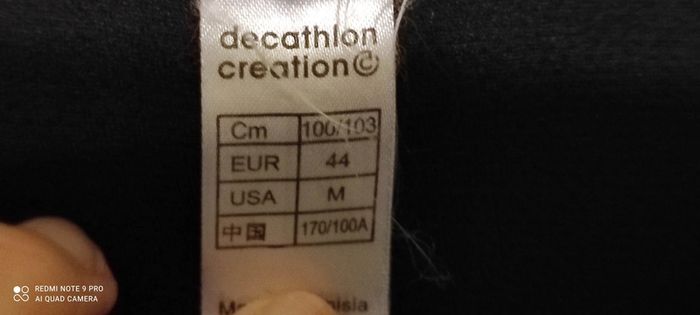 decathlon
creation©
Cm 100/103
EUR 44
USA M
中国 170/100A
REDMI NOTE 9 PRO
AI QUAD CAMERA